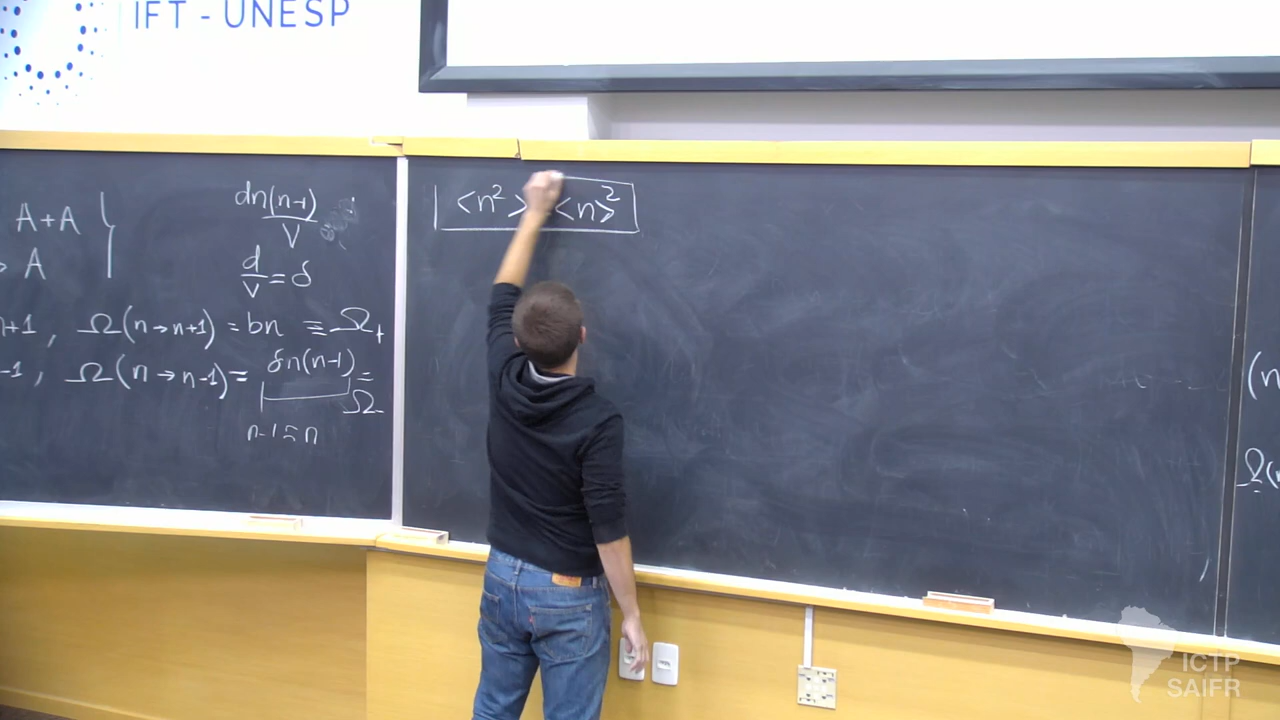 IFT - UNESP
A+A
A
n+1 , Ω(n→n+1) = bn ≡ Ω+
-1 , Ω(n→n-1) = δn(n-1) = Ω-
n-1≈n
dn(n-1)
V
d/V = δ
<n²> <n>²
(n
Ω(n
ICTP
SAIFR